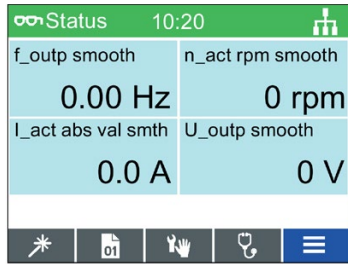 Status 10:20
f_outp smooth
0.00 Hz
n_act rpm smooth
0 rpm
I_act abs val smth
0.0 A
U_outp smooth
0 V
01